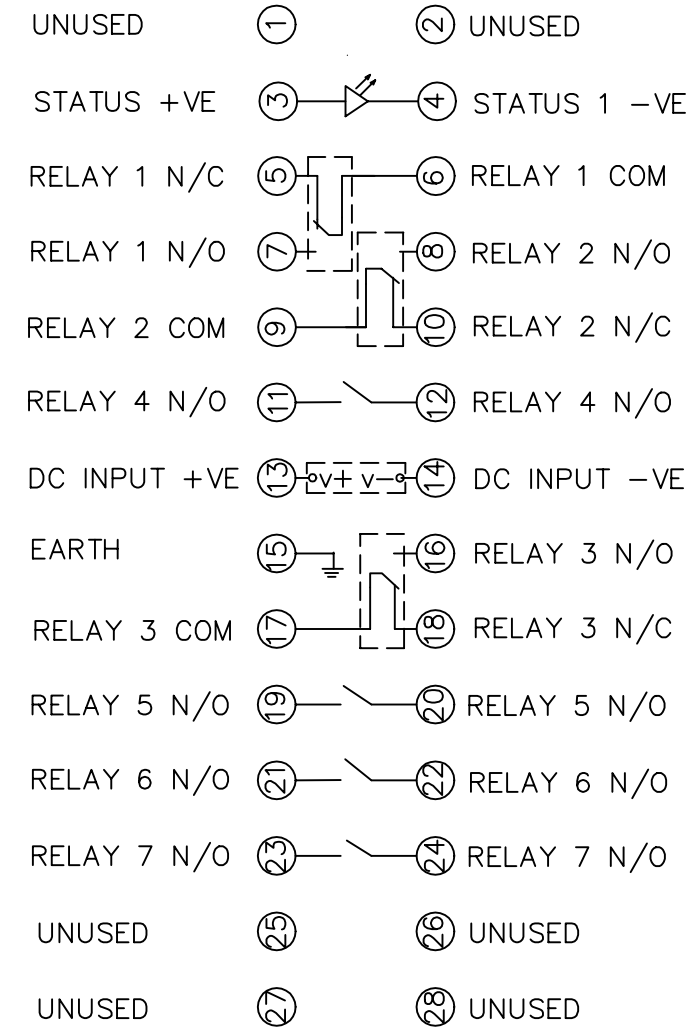 UNUSED 1 2 UNUSED
STATUS +VE 3 4 STATUS 1 −VE
RELAY 1 N/C 5 6 RELAY 1 COM
RELAY 1 N/O 7 8 RELAY 2 N/O
RELAY 2 COM 9 10 RELAY 2 N/C
RELAY 4 N/O 11 12 RELAY 4 N/O
DC INPUT +VE 13 V+ V− 14 DC INPUT −VE
EARTH 15 16 RELAY 3 N/O
RELAY 3 COM 17 18 RELAY 3 N/C
RELAY 5 N/O 19 20 RELAY 5 N/O
RELAY 6 N/O 21 22 RELAY 6 N/O
RELAY 7 N/O 23 24 RELAY 7 N/O
UNUSED 25 26 UNUSED
UNUSED 27 28 UNUSED